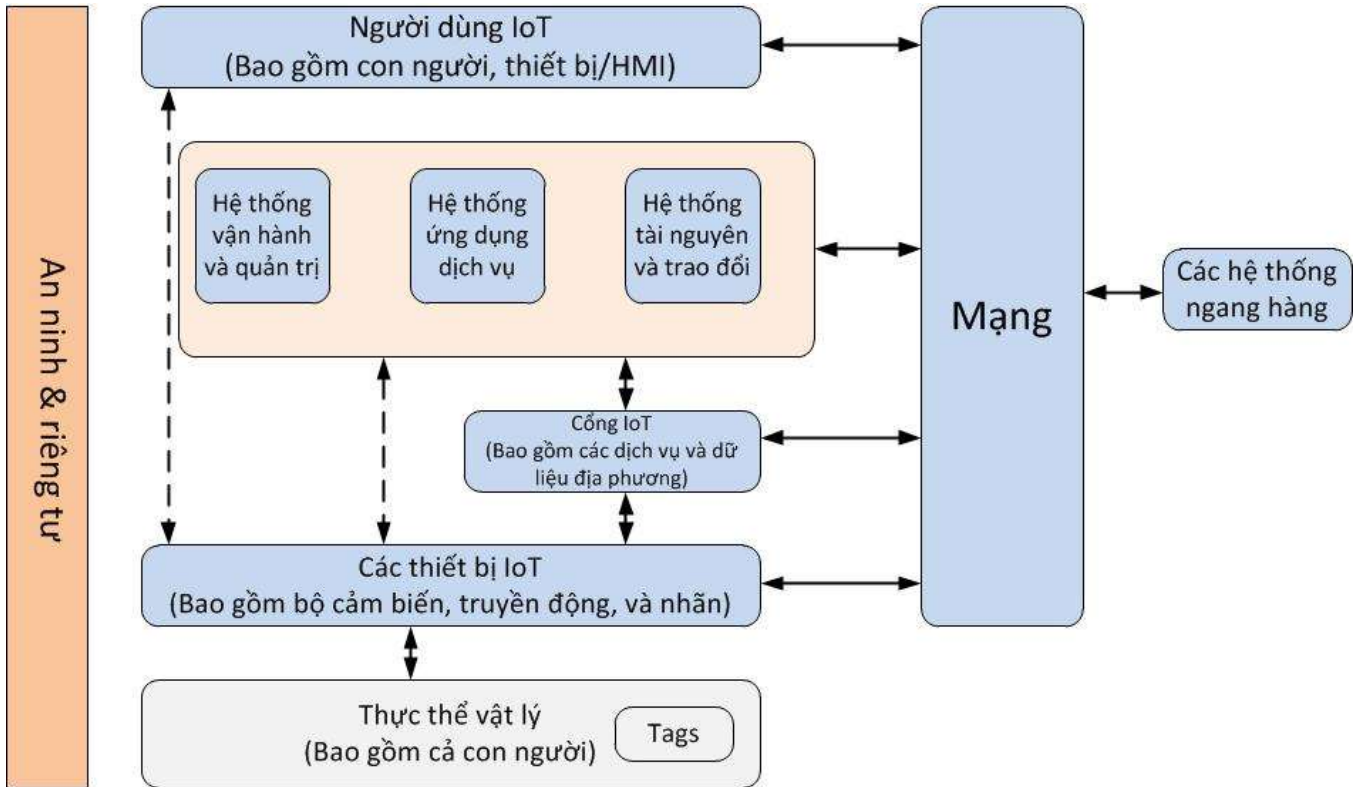 An ninh & riêng tư
Người dùng IoT
(Bao gồm con người, thiết bị/HMI)
Hệ thống
vận hành
và quản trị
Hệ thống
ứng dụng
dịch vụ
Hệ thống
tài nguyên
và trao đổi
Mạng
Các hệ thống
ngang hàng
Cổng IoT
(Bao gồm các dịch vụ và dữ
liệu địa phương)
Các thiết bị IoT
(Bao gồm bộ cảm biến, truyền động, và nhãn)
Thực thể vật lý
(Bao gồm cả con người)
Tags